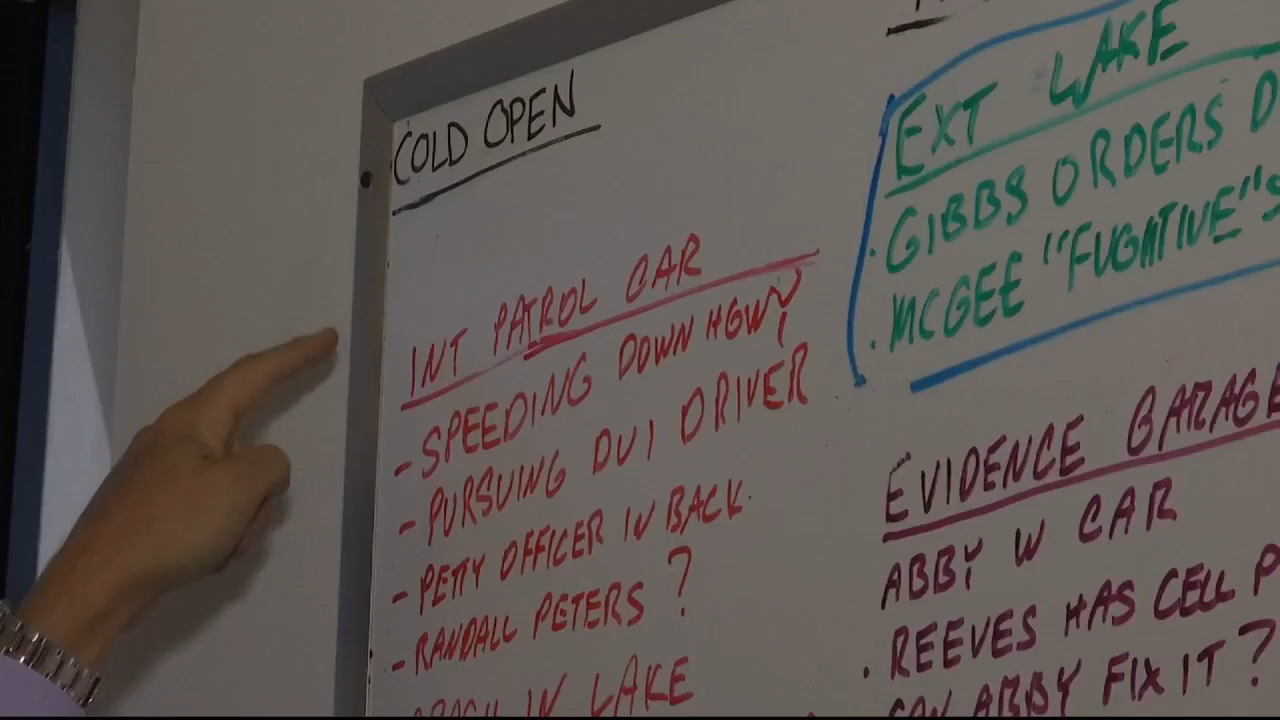 COLD OPEN
INT PATROL CAR
- SPEEDING DOWN HGWY
- PURSUING DUI DRIVER
- PETTY OFFICER IN BACK
- RANDALL PETERS?
IN LAKE
EXT LAKE
· GIBBS ORDERS D
· MCGEE "FUGITIVE"S
EVIDENCE GARAGE
ABBY W CAR
· REEVES HAS CELL P
CAN ABBY FIX IT?